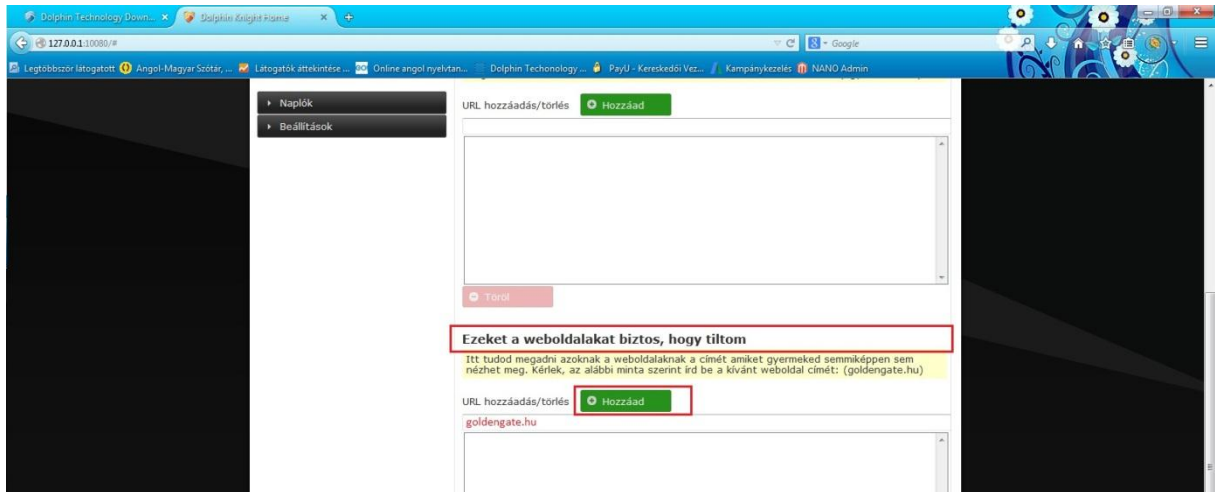 Dolphin Technology Down...
Dolphin Knight Home
127.0.0.1:10080/#
Google
Legtöbbször látogatott
Angol-Magyar Szótár, ...
Látogatók áttekintése ...
Online angol nyelvtan...
Dolphin Techonology ...
PayU - Kereskedői Vez...
Kampánykezelés
NANO Admin
Naplók
Beállítások
URL hozzáadás/törlés
Hozzáad
Töröl
Ezeket a weboldalakat biztos, hogy tiltom
Itt tudod megadni azoknak a weboldalaknak a címét amiket gyermeked semmiképpen sem
nézhet meg. Kérlek, az alábbi minta szerint írd be a kívánt weboldal címét: (goldengate.hu)
URL hozzáadás/törlés
Hozzáad
goldengate.hu